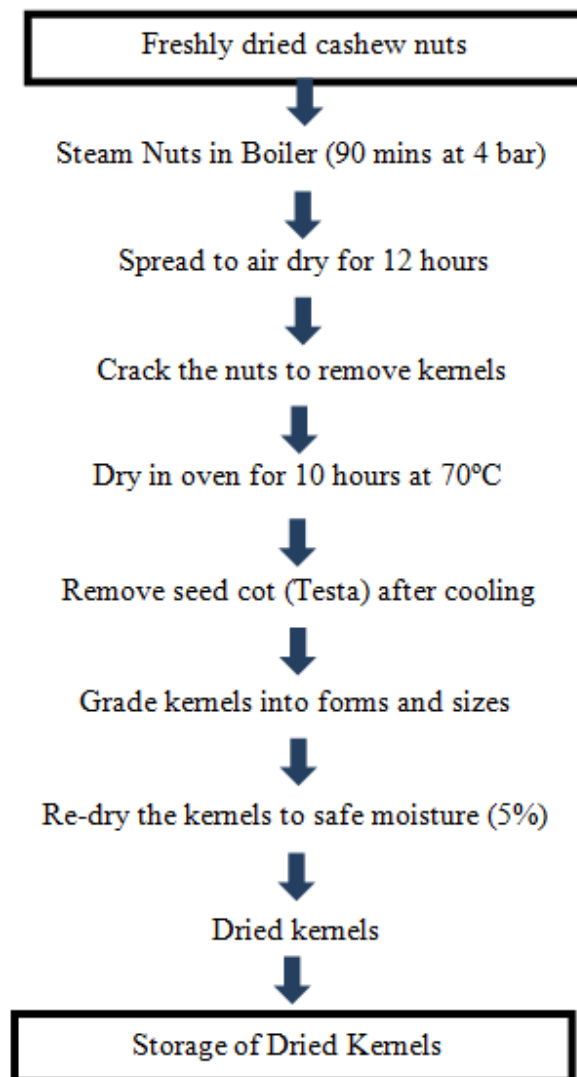 Freshly dried cashew nuts
Steam Nuts in Boiler (90 mins at 4 bar)
Spread to air dry for 12 hours
Crack the nuts to remove kernels
Dry in oven for 10 hours at 70ºC
Remove seed cot (Testa) after cooling
Grade kernels into forms and sizes
Re-dry the kernels to safe moisture (5%)
Dried kernels
Storage of Dried Kernels